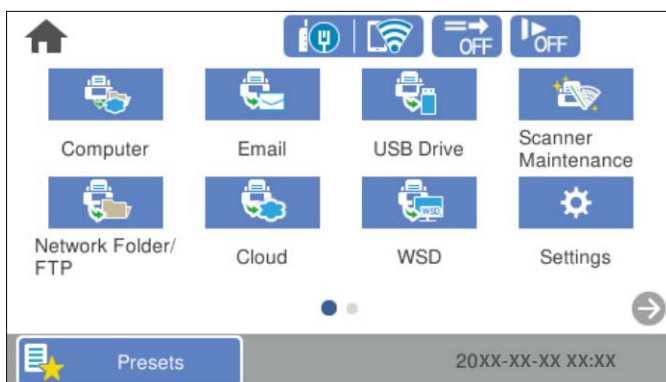 OFF
OFF
Computer
Email
USB Drive
Scanner
Maintenance
WSD
Network Folder/
FTP
Cloud
WSD
Settings
Presets
20XX-XX-XX XX:XX